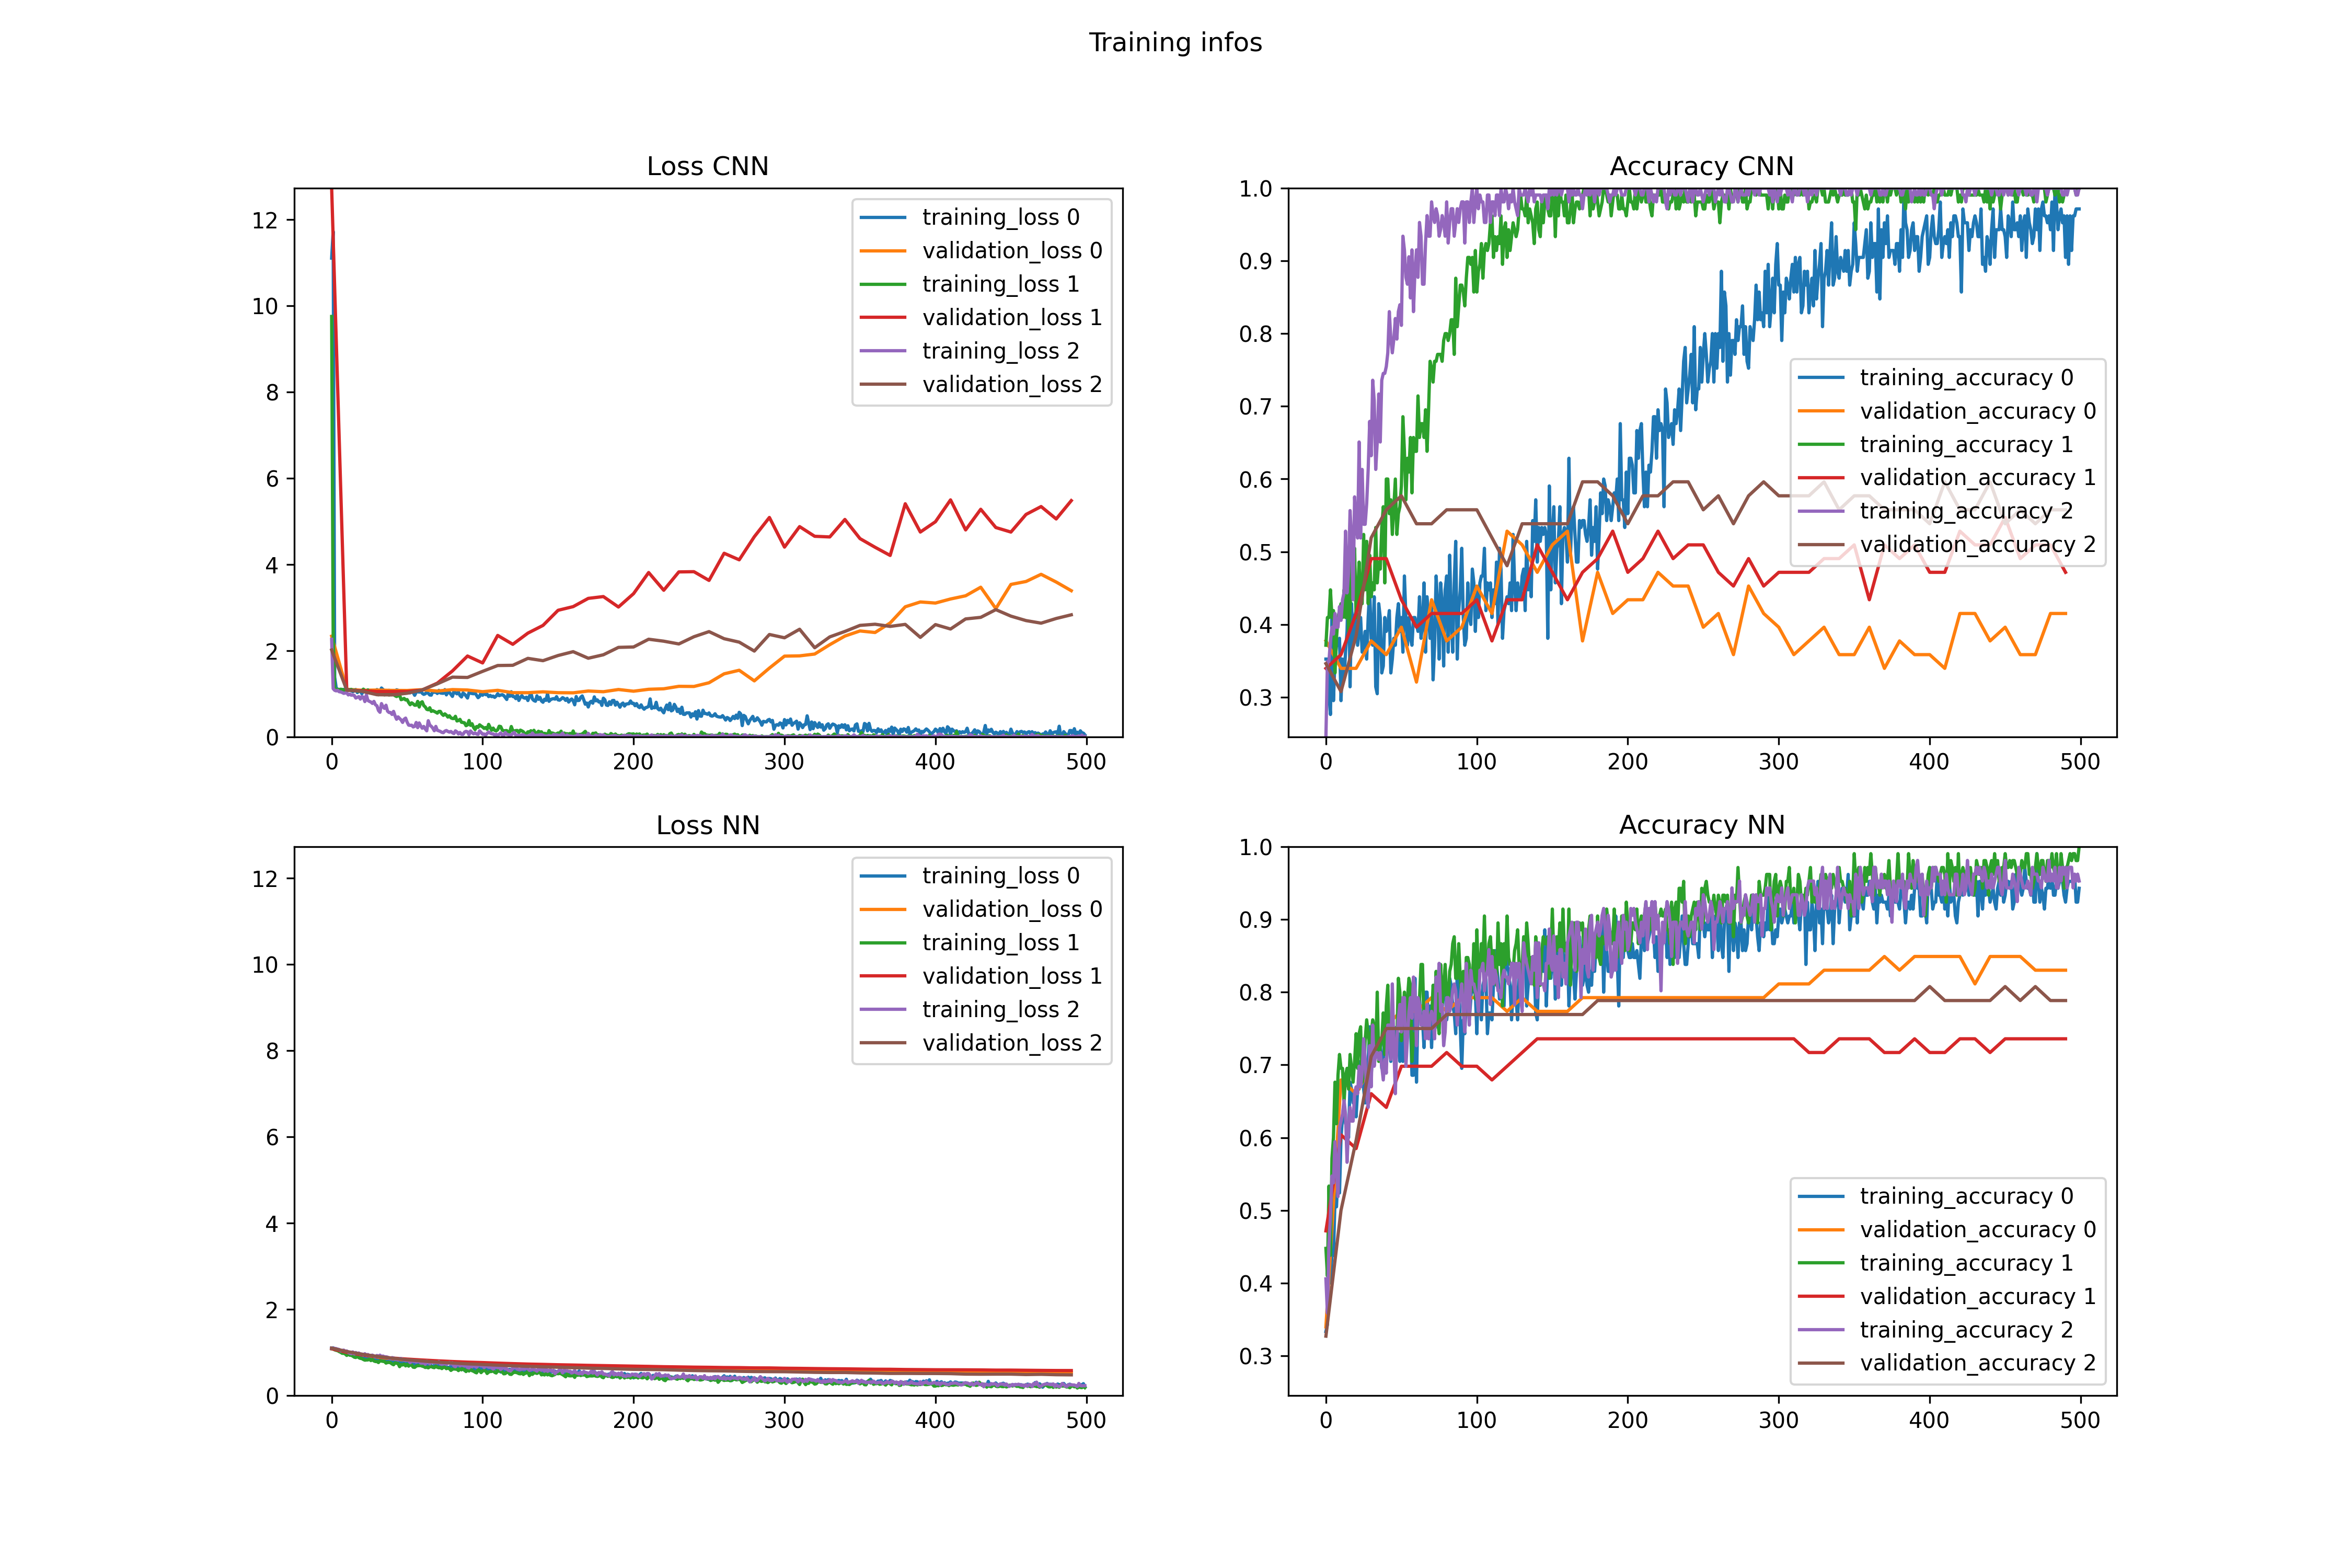 Training infos
Loss CNN
12
10
8
6
4
2
0
0 100 200 300 400 500
training_loss 0
validation_loss 0
training_loss 1
validation_loss 1
training_loss 2
validation_loss 2
Accuracy CNN
1.0
0.9
0.8
0.7
0.6
0.5
0.4
0.3
0 100 200 300 400 500
training_accuracy 0
validation_accuracy 0
training_accuracy 1
validation_accuracy 1
training_accuracy 2
validation_accuracy 2
Loss NN
12
10
8
6
4
2
0
0 100 200 300 400 500
training_loss 0
validation_loss 0
training_loss 1
validation_loss 1
training_loss 2
validation_loss 2
Accuracy NN
1.0
0.9
0.8
0.7
0.6
0.5
0.4
0.3
0 100 200 300 400 500
training_accuracy 0
validation_accuracy 0
training_accuracy 1
validation_accuracy 1
training_accuracy 2
validation_accuracy 2